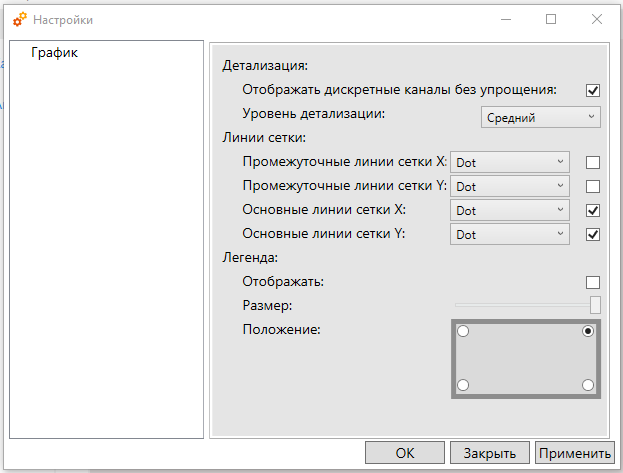 Настройки
График
Детализация:
Отображать дискретные каналы без упрощения:
Уровень детализации: Средний
Линии сетки:
Промежуточные линии сетки X: Dot
Промежуточные линии сетки Y: Dot
Основные линии сетки X: Dot
Основные линии сетки Y: Dot
Легенда:
Отображать:
Размер:
Положение:
ОК Закрыть Применить